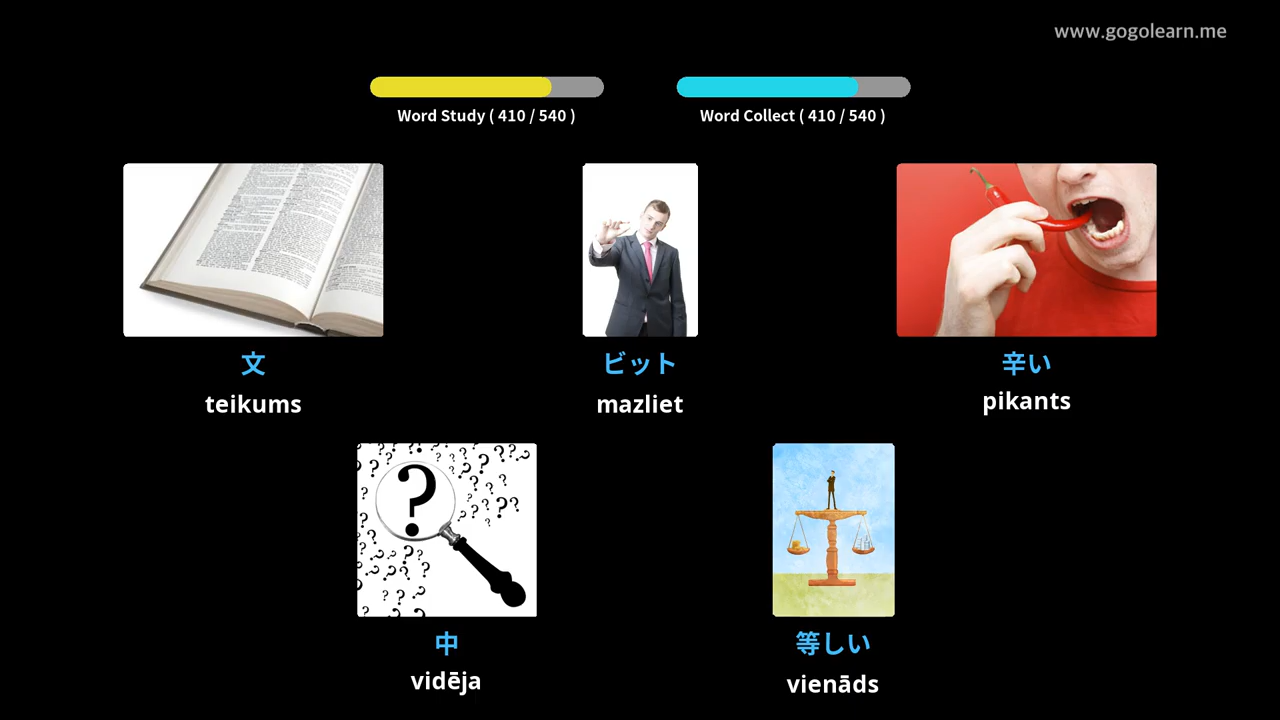 www.gogolearn.me
Word Study ( 410 / 540 )
Word Collect ( 410 / 540 )
文
teikums
ビット
mazliet
辛い
pikants
中
vidēja
等しい
vienāds